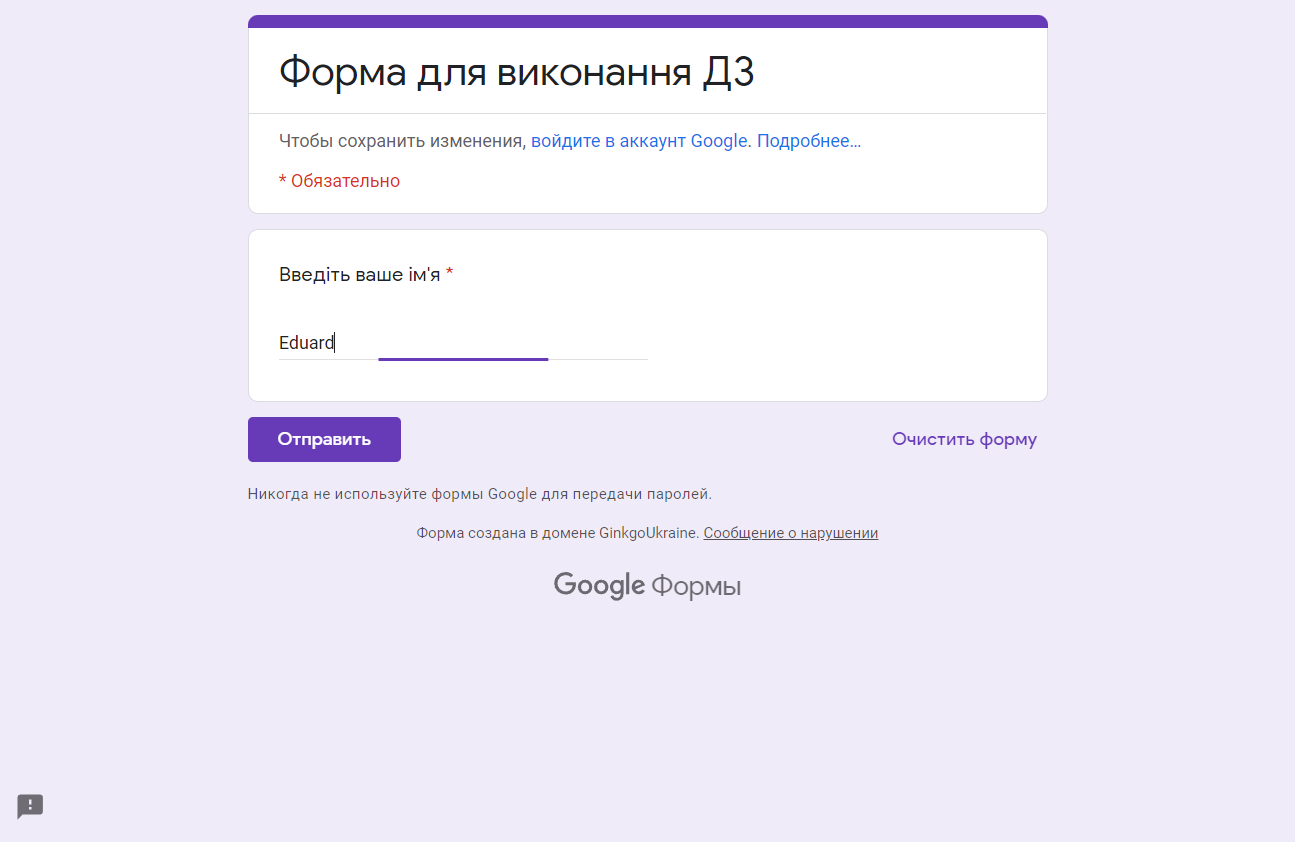 Форма для виконання ДЗ
Чтобы сохранить изменения, войдите в аккаунт Google. Подробнее…
* Обязательно
Введіть ваше ім'я *
Eduard
Отправить
Очистить форму
Никогда не используйте формы Google для передачи паролей.
Форма создана в домене GinkgoUkraine. Сообщение о нарушении
Google Формы